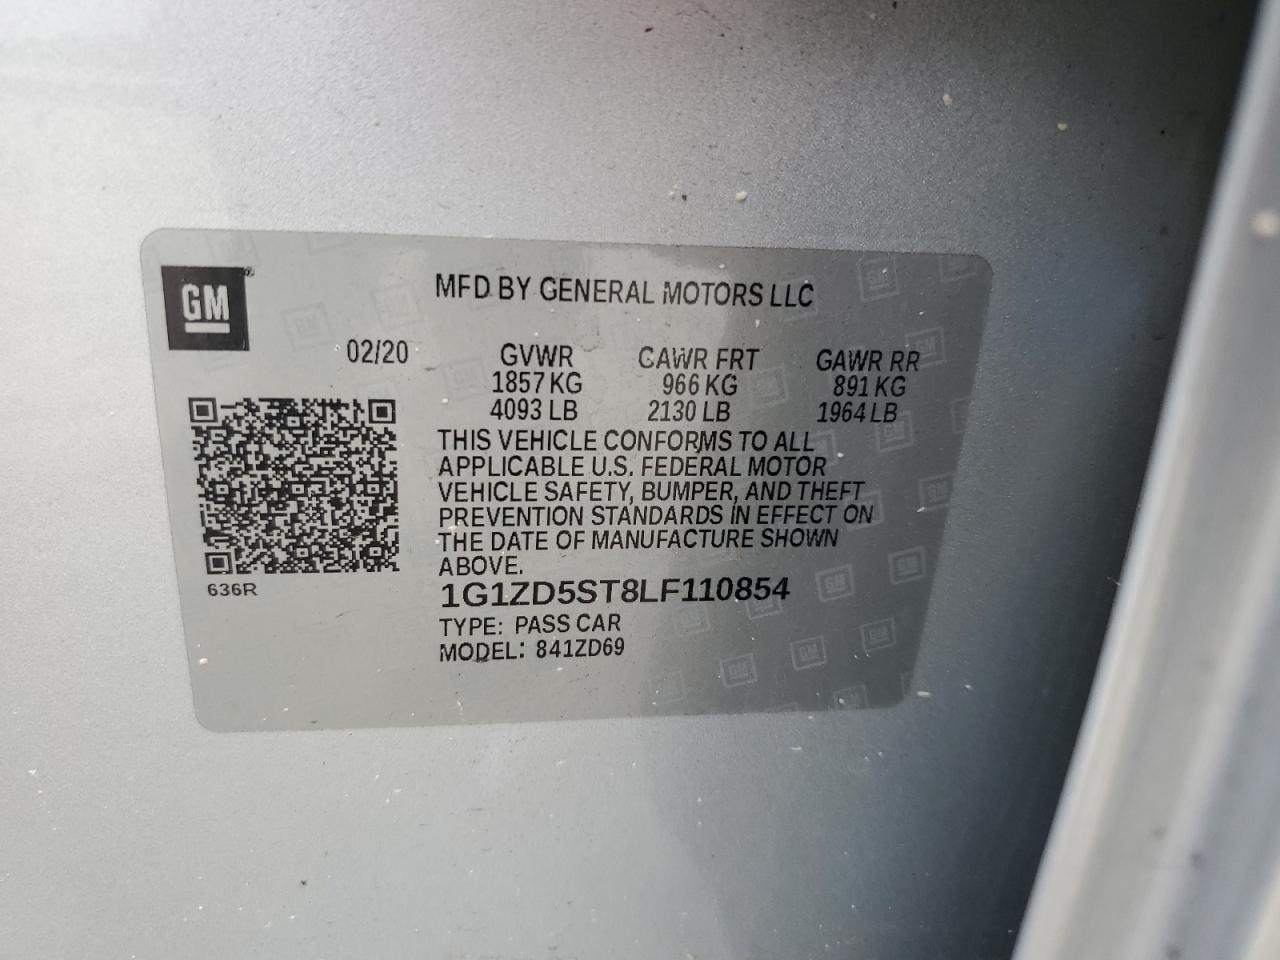 GM
MFD BY GENERAL MOTORS LLC
02/20 GVWR GAWR FRT GAWR RR
1857 KG 966 KG 891 KG
4093 LB 2130 LB 1964 LB
THIS VEHICLE CONFORMS TO ALL
APPLICABLE U.S. FEDERAL MOTOR
VEHICLE SAFETY, BUMPER, AND THEFT
PREVENTION STANDARDS IN EFFECT ON
THE DATE OF MANUFACTURE SHOWN
ABOVE.
636R
1G1ZD5ST8LF110854
TYPE: PASS CAR
MODEL: 841ZD69